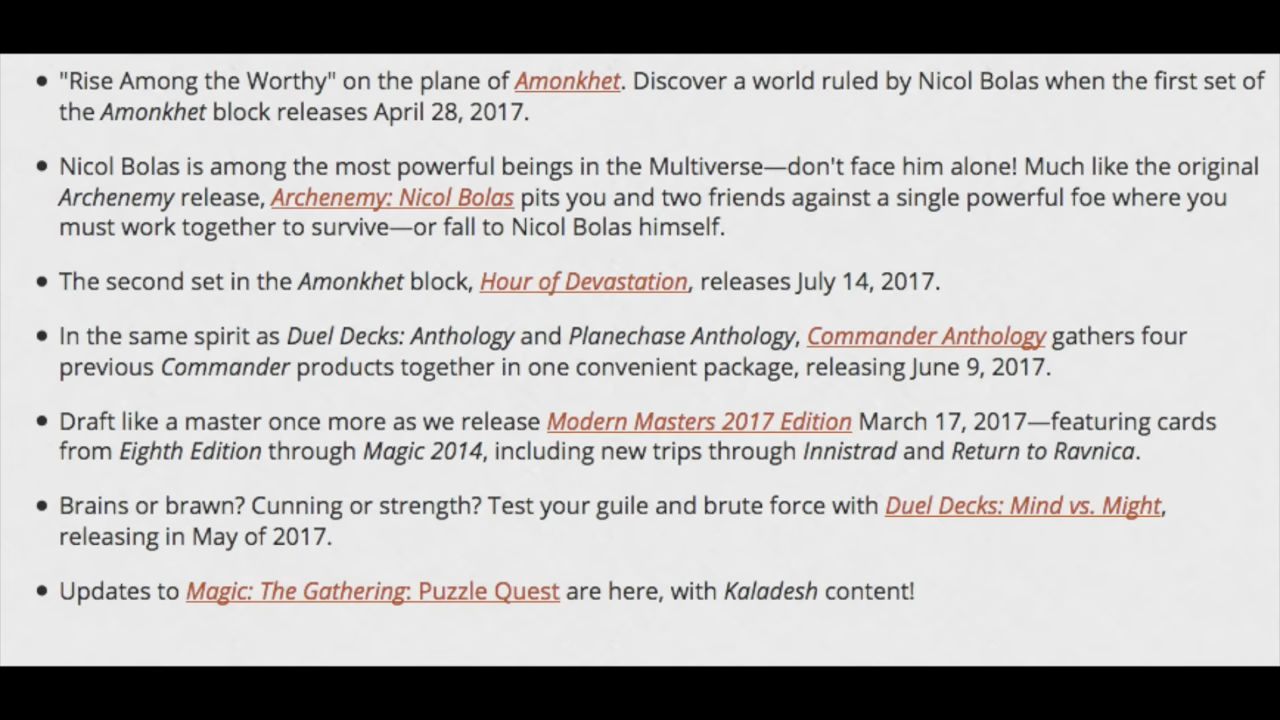 • "Rise Among the Worthy" on the plane of Amonkhet. Discover a world ruled by Nicol Bolas when the first set of
the Amonkhet block releases April 28, 2017.
• Nicol Bolas is among the most powerful beings in the Multiverse—don't face him alone! Much like the original
Archenemy release, Archenemy: Nicol Bolas pits you and two friends against a single powerful foe where you
must work together to survive—or fall to Nicol Bolas himself.
• The second set in the Amonkhet block, Hour of Devastation, releases July 14, 2017.
• In the same spirit as Duel Decks: Anthology and Planechase Anthology, Commander Anthology gathers four
previous Commander products together in one convenient package, releasing June 9, 2017.
• Draft like a master once more as we release Modern Masters 2017 Edition March 17, 2017—featuring cards
from Eighth Edition through Magic 2014, including new trips through Innistrad and Return to Ravnica.
• Brains or brawn? Cunning or strength? Test your guile and brute force with Duel Decks: Mind vs. Might,
releasing in May of 2017.
• Updates to Magic: The Gathering: Puzzle Quest are here, with Kaladesh content!